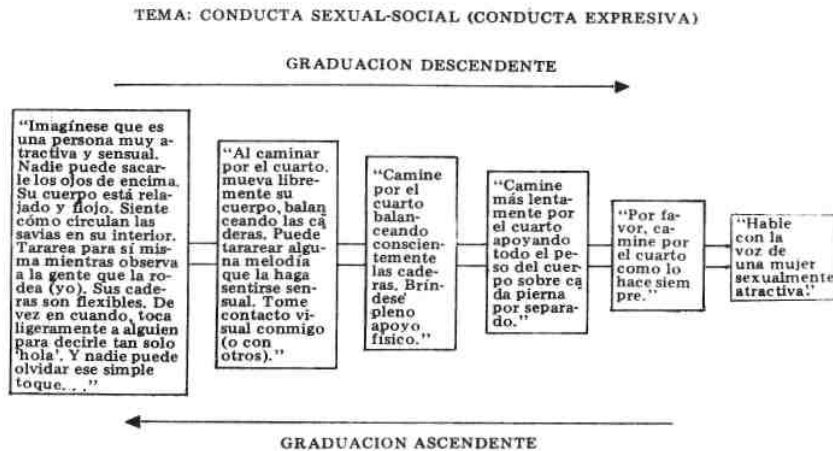 TEMA: CONDUCTA SEXUAL-SOCIAL (CONDUCTA EXPRESIVA)
GRADUACION DESCENDENTE
“Imagínese que es
una persona muy a-
tractiva y sensual.
Nadie puede sacar-
le los ojos de encima.
Su cuerpo está rela-
jado y flojo. Siente
cómo circulan las
savias en su interior.
Tararea para sí mis-
ma mientras observa
a la gente que la ro-
dea (yo). Sus cade-
ras son flexibles. De
vez en cuando, toca
ligeramente a alguien
para decirle tan solo
‘hola’. Y nadie puede
olvidar ese simple
toque. . .”
“Al caminar
por el cuarto,
mueva libre-
mente su
cuerpo, balan
ceando las ca
deras. Puede
tararear algu-
na melodía
que la haga
sentirse sen-
sual. Tome
contacto vi-
sual conmigo
(o con
otros).”
“Camine
por el
cuarto
balan-
ceando
conscien-
temente
las cade-
ras. Brín-
dese
pleno
apoyo
físico.”
“Camine
más lenta-
mente por
el cuarto
apoyando
todo el pe-
so del cuer-
po sobre ca
da pierna
por separa-
do.”
“Por fa-
vor, ca-
mine por
el cuarto
como lo
hace siem
pre.”
“Hable
con la
voz de
una mujer
sexualmente
atractiva.”
GRADUACION ASCENDENTE